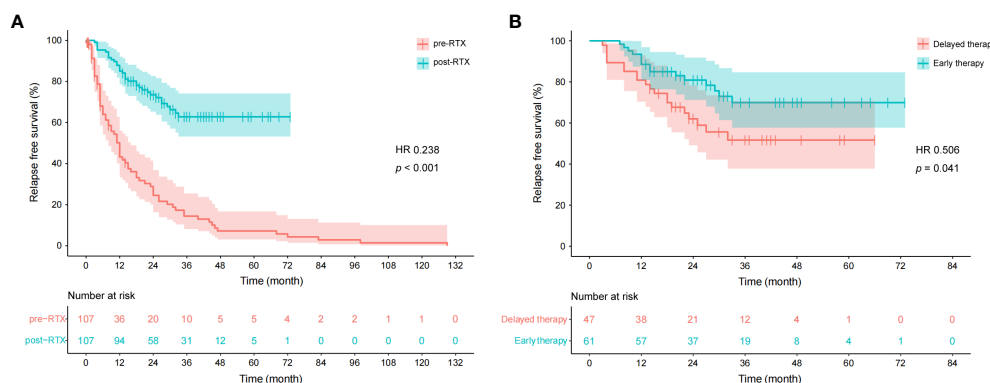 A
pre-RTX
post-RTX
Relapse free survival (%)
100
80
60
40
20
0
HR 0.238
p < 0.001
0 12 24 36 48 60 72 84 96 108 120 132
Time (month)
Number at risk
pre-RTX 107 36 20 10 5 5 4 2 2 1 1 0
post-RTX 107 94 58 31 12 5 1 0 0 0 0 0
0 12 24 36 48 60 72 84 96 108 120 132
Time (month)
B
Delayed therapy
Early therapy
Relapse free survival (%)
100
80
60
40
20
0
HR 0.506
p = 0.041
0 12 24 36 48 60 72 84
Time (month)
Number at risk
Delayed therapy 47 38 21 12 4 1 0 0
Early therapy 61 57 37 19 8 4 1 0
0 12 24 36 48 60 72 84
Time (month)